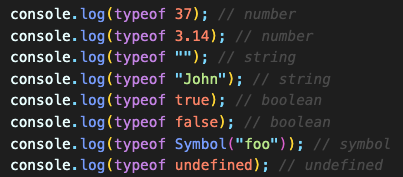 console.log(typeof 37); // number
console.log(typeof 3.14); // number
console.log(typeof ""); // string
console.log(typeof "John"); // string
console.log(typeof true); // boolean
console.log(typeof false); // boolean
console.log(typeof Symbol("foo")); // symbol
console.log(typeof undefined); // undefined